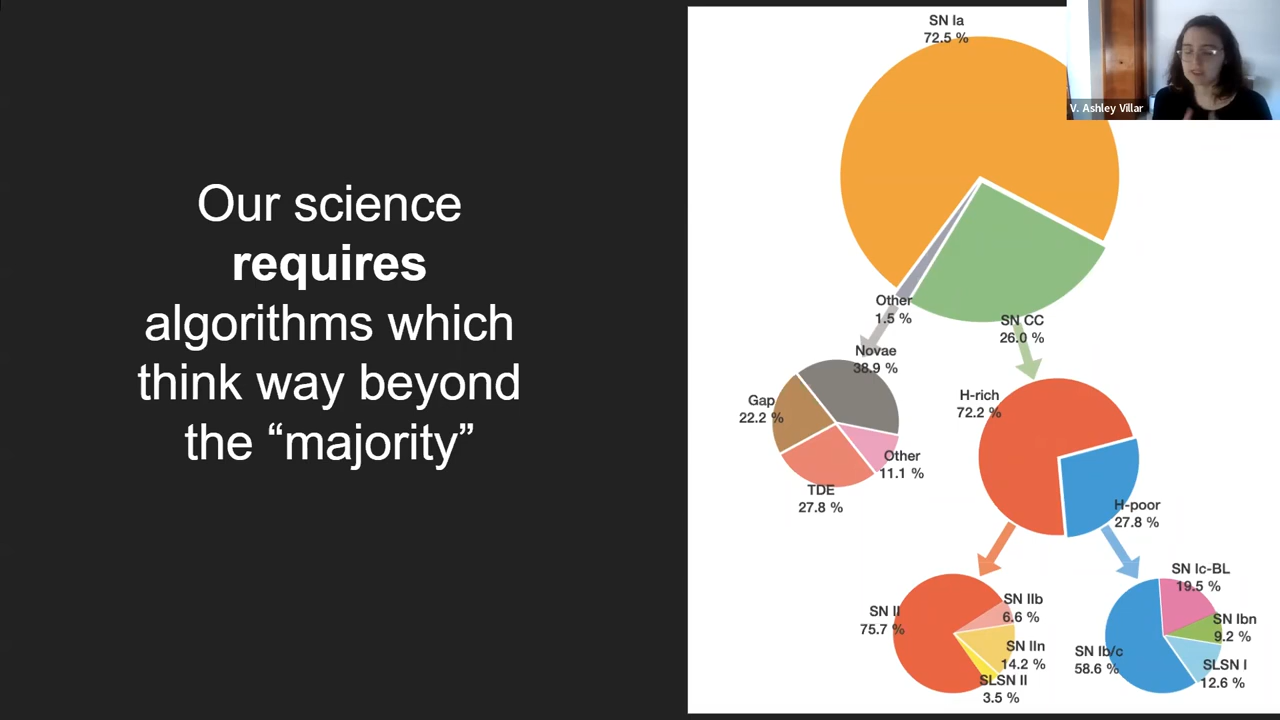 Our science
requires
algorithms which
think way beyond
the “majority”
SN Ia
72.5 %
V. Ashley Villar
Other
1.5 %
SN CC
26.0 %
Novae
38.9 %
Gap
22.2 %
Other
11.1 %
TDE
27.8 %
H-rich
72.2 %
H-poor
27.8 %
SN II
75.7 %
SN IIb
6.6 %
SN IIn
14.2 %
SLSN II
3.5 %
SN Ic-BL
19.5 %
SN Ibn
9.2 %
SN Ib/c
58.6 %
SLSN I
12.6 %